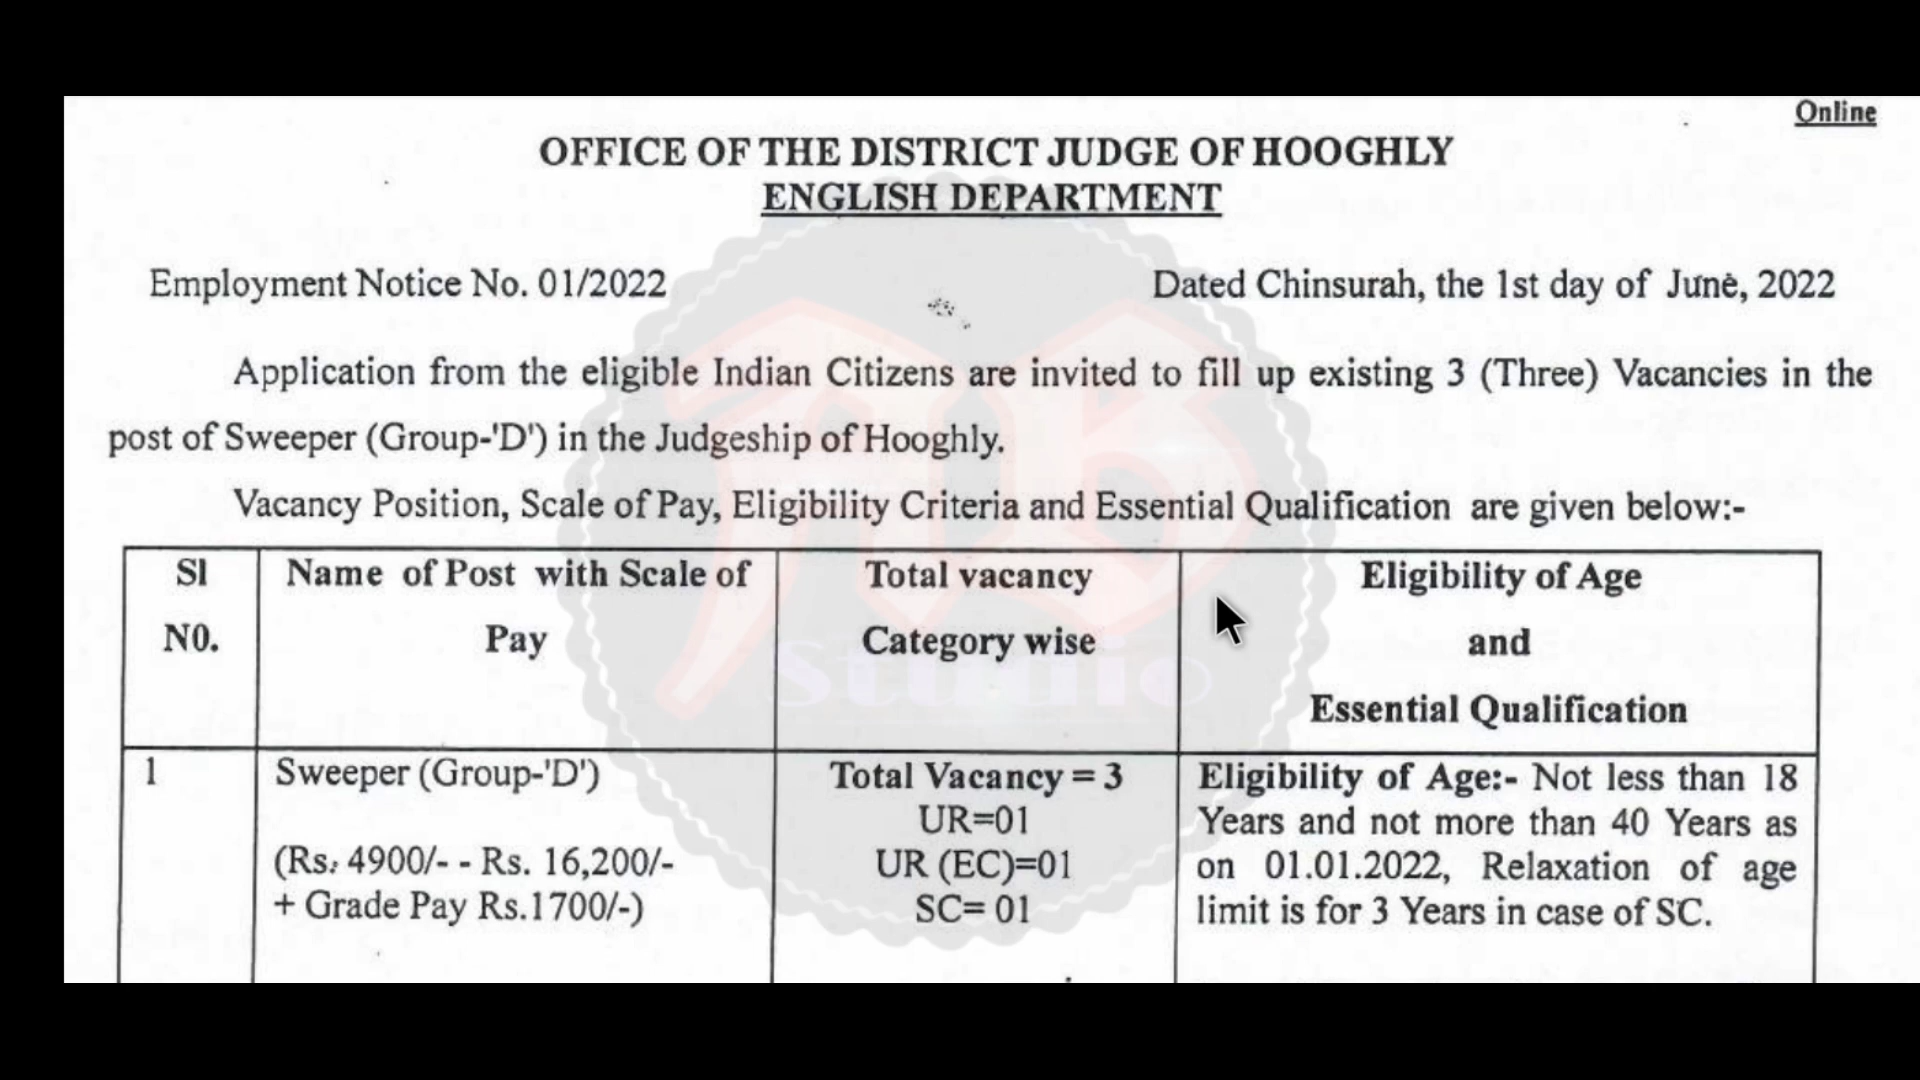 Online
OFFICE OF THE DISTRICT JUDGE OF HOOGHLY
ENGLISH DEPARTMENT
Employment Notice No. 01/2022
Dated Chinsurah, the 1st day of June, 2022
Application from the eligible Indian Citizens are invited to fill up existing 3 (Three) Vacancies in the
post of Sweeper (Group-'D') in the Judgeship of Hooghly.
Vacancy Position, Scale of Pay, Eligibility Criteria and Essential Qualification are given below:-
Sl
N0.
Name of Post with Scale of
Pay
Total vacancy
Category wise
Eligibility of Age
and
Essential Qualification
1
Sweeper (Group-'D')
(Rs. 4900/- - Rs. 16,200/-
+ Grade Pay Rs.1700/-)
Total Vacancy = 3
UR=01
UR (EC)=01
SC= 01
Eligibility of Age:- Not less than 18
Years and not more than 40 Years as
on 01.01.2022, Relaxation of age
limit is for 3 Years in case of SC.
AB
Studio